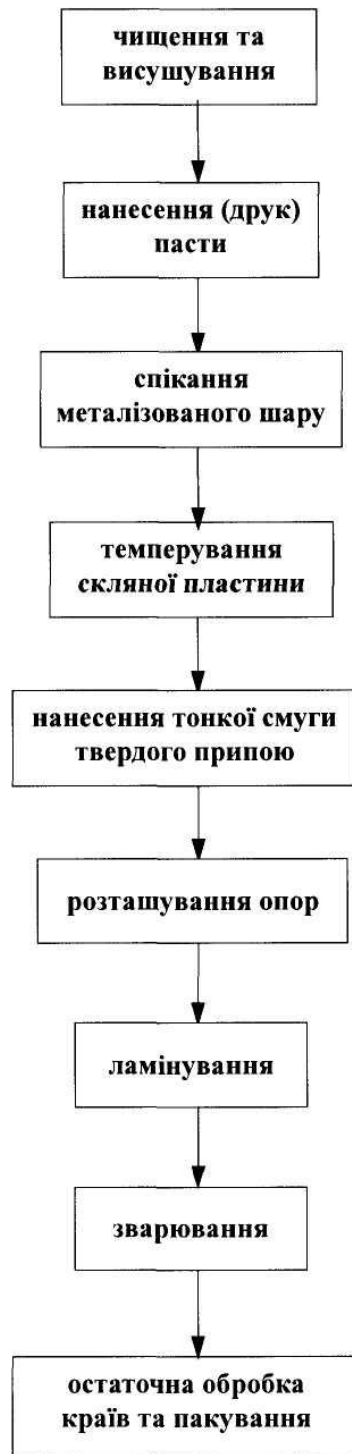 чищення та
висушування
нанесення (друк)
пасти
спікання
металізованого шару
темперування
скляної пластини
нанесення тонкої смуги
твердого припою
розташування опор
ламінування
зварювання
остаточна обробка
країв та пакування